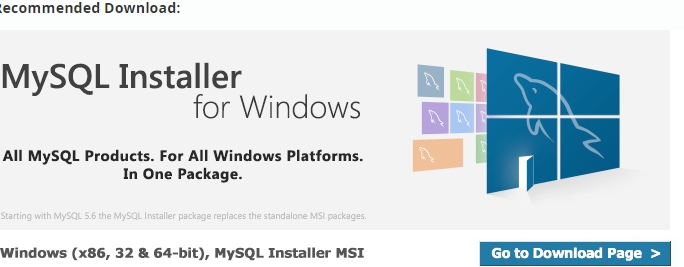 Recommended Download:
MySQL Installer
for Windows
All MySQL Products. For All Windows Platforms.
In One Package.
Starting with MySQL 5.6 the MySQL Installer package replaces the standalone MSI packages.
Windows (x86, 32 & 64-bit), MySQL Installer MSI
Go to Download Page >